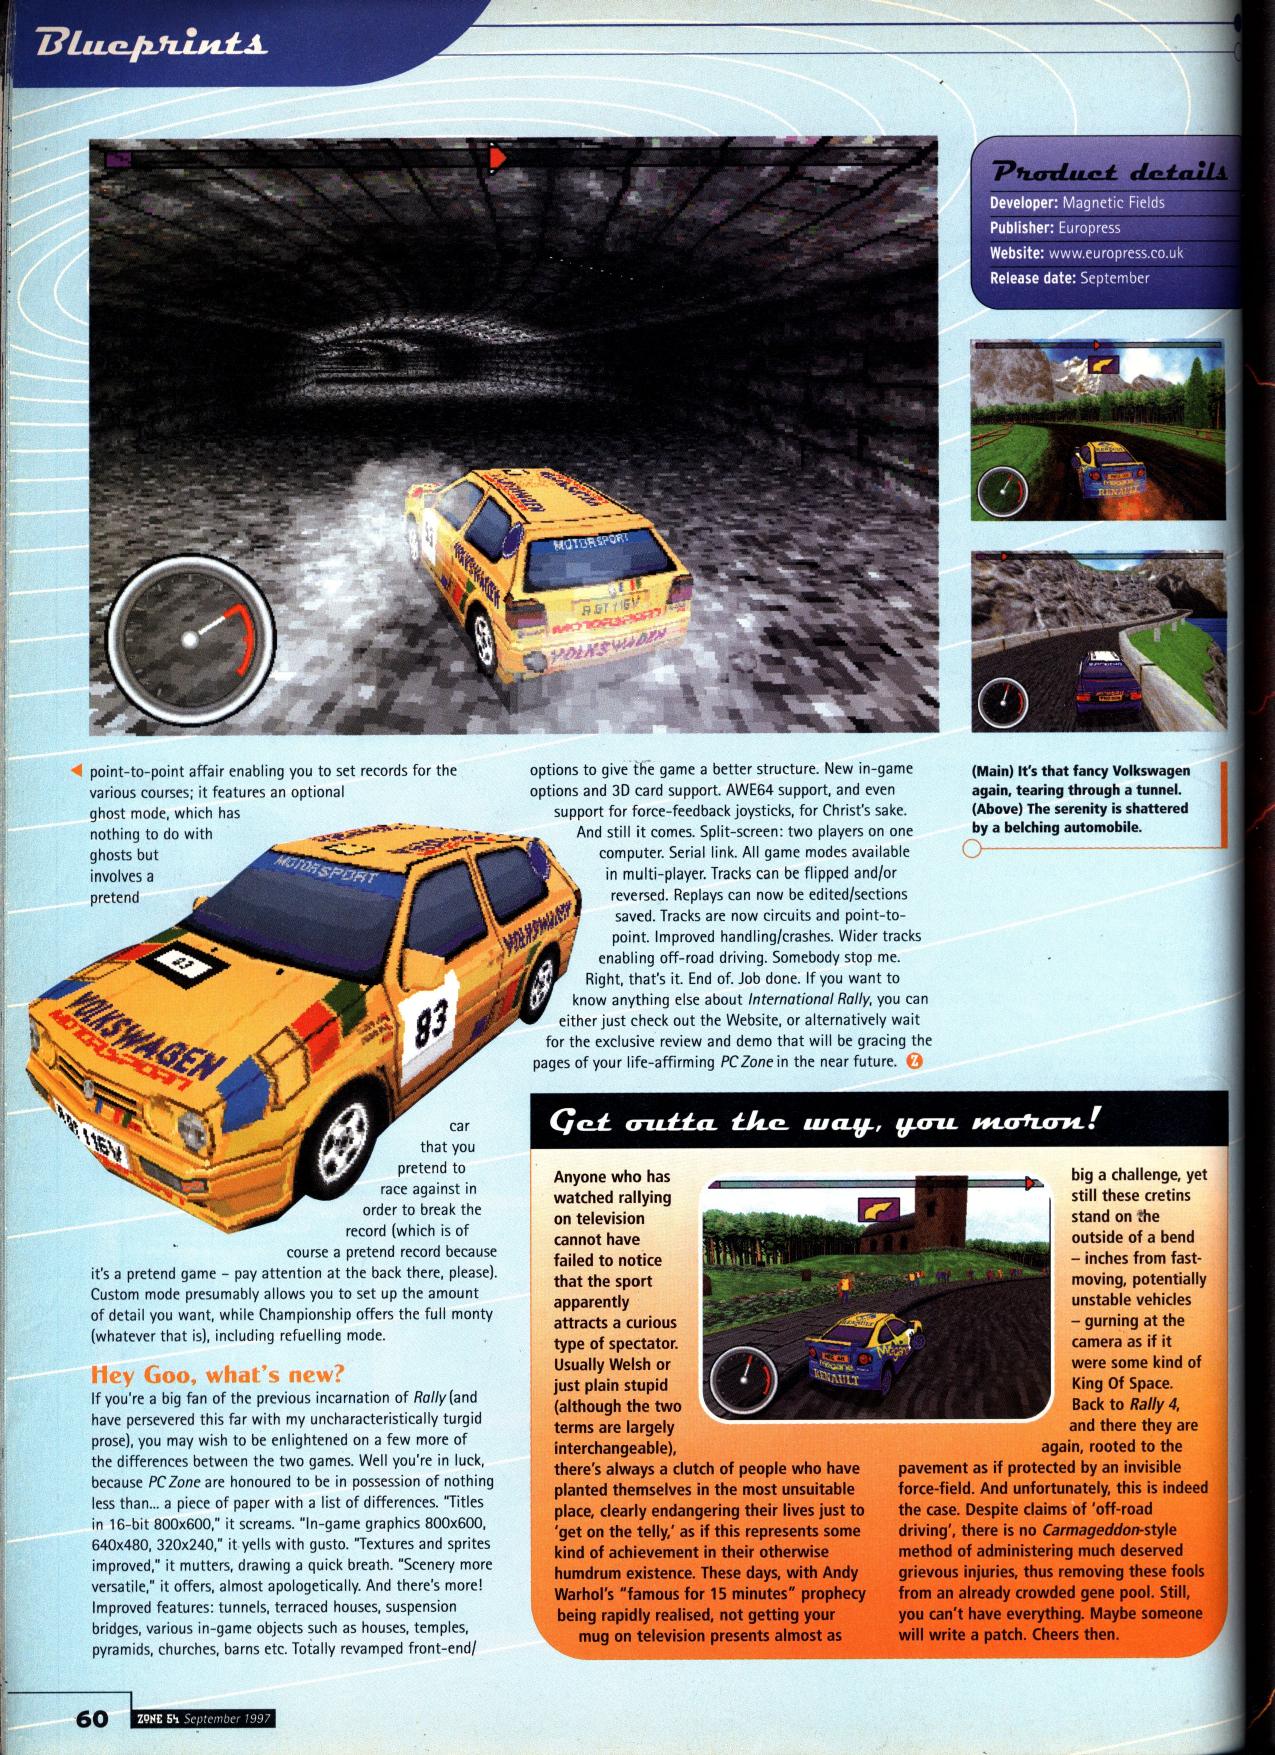 Blueprints
Product details
Developer: Magnetic Fields
Publisher: Europress
Website: www.europress.co.uk
Release date: September
MOTORSPORT
VOLKSWAGEN
MOTORSPORT
VOLKSWAGEN
RENAULT
(Main) It's that fancy Volkswagen
again, tearing through a tunnel.
(Above) The serenity is shattered
by a belching automobile.
point-to-point affair enabling you to set records for the
various courses; it features an optional
ghost mode, which has
nothing to do with
ghosts but
involves a
pretend
MOTORSPORT
VOLKSWAGEN
83
VOLKSWAGEN
MOTORSPORT
83
car
that you
pretend to
race against in
order to break the
record (which is of
course a pretend record because
it's a pretend game – pay attention at the back there, please).
Custom mode presumably allows you to set up the amount
of detail you want, while Championship offers the full monty
(whatever that is), including refuelling mode.
Hey Goo, what's new?
If you're a big fan of the previous incarnation of Rally (and
have persevered this far with my uncharacteristically turgid
prose), you may wish to be enlightened on a few more of
the differences between the two games. Well you're in luck,
because PC Zone are honoured to be in possession of nothing
less than... a piece of paper with a list of differences. "Titles
in 16-bit 800x600," it screams. "In-game graphics 800x600,
640x480, 320x240," it yells with gusto. "Textures and sprites
improved," it mutters, drawing a quick breath. "Scenery more
versatile," it offers, almost apologetically. And there's more!
Improved features: tunnels, terraced houses, suspension
bridges, various in-game objects such as houses, temples,
pyramids, churches, barns etc. Totally revamped front-end/
options to give the game a better structure. New in-game
options and 3D card support. AWE64 support, and even
support for force-feedback joysticks, for Christ's sake.
And still it comes. Split-screen: two players on one
computer. Serial link. All game modes available
in multi-player. Tracks can be flipped and/or
reversed. Replays can now be edited/sections
saved. Tracks are now circuits and point-to-
point. Improved handling/crashes. Wider tracks
enabling off-road driving. Somebody stop me.
Right, that's it. End of. Job done. If you want to
know anything else about International Rally, you can
either just check out the Website, or alternatively wait
for the exclusive review and demo that will be gracing the
pages of your life-affirming PC Zone in the near future. Z
Get outta the way, you moron!
Anyone who has
watched rallying
on television
cannot have
failed to notice
that the sport
apparently
attracts a curious
type of spectator.
Usually Welsh or
just plain stupid
(although the two
terms are largely
interchangeable),
there's always a clutch of people who have
planted themselves in the most unsuitable
place, clearly endangering their lives just to
'get on the telly,' as if this represents some
kind of achievement in their otherwise
humdrum existence. These days, with Andy
Warhol's "famous for 15 minutes" prophecy
being rapidly realised, not getting your
mug on television presents almost as
Megane
RENAULT
big a challenge, yet
still these cretins
stand on the
outside of a bend
– inches from fast-
moving, potentially
unstable vehicles
– gurning at the
camera as if it
were some kind of
King Of Space.
Back to Rally 4,
and there they are
again, rooted to the
pavement as if protected by an invisible
force-field. And unfortunately, this is indeed
the case. Despite claims of 'off-road
driving', there is no Carmageddon-style
method of administering much deserved
grievous injuries, thus removing these fools
from an already crowded gene pool. Still,
you can't have everything. Maybe someone
will write a patch. Cheers then.
60 ZONE 54 September 1997